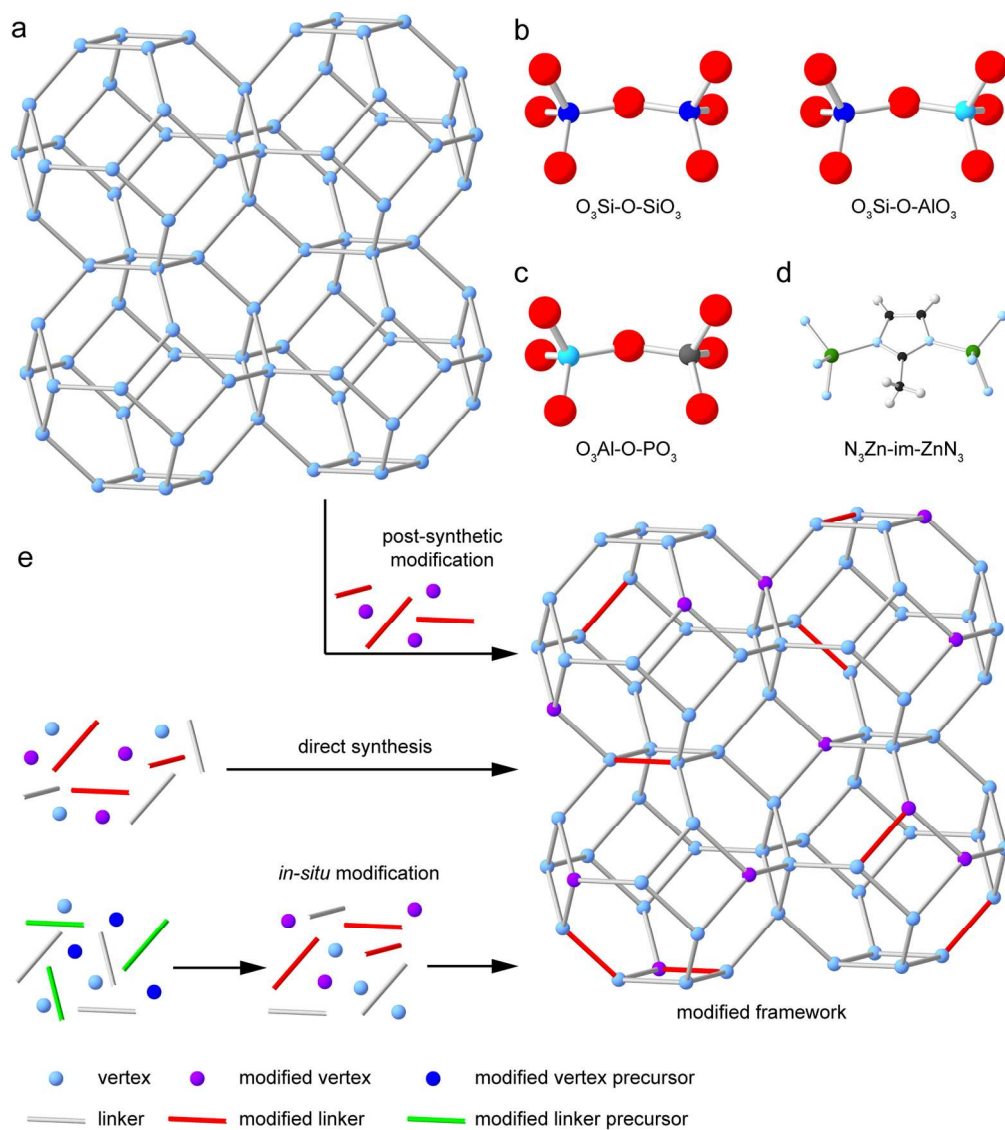 a
b
O₃Si-O-SiO₃
O₃Si-O-AlO₃
c
d
O₃Al-O-PO₃
N₃Zn-im-ZnN₃
e
post-synthetic
modification
direct synthesis
in-situ modification
modified framework
vertex
modified vertex
modified vertex precursor
linker
modified linker
modified linker precursor